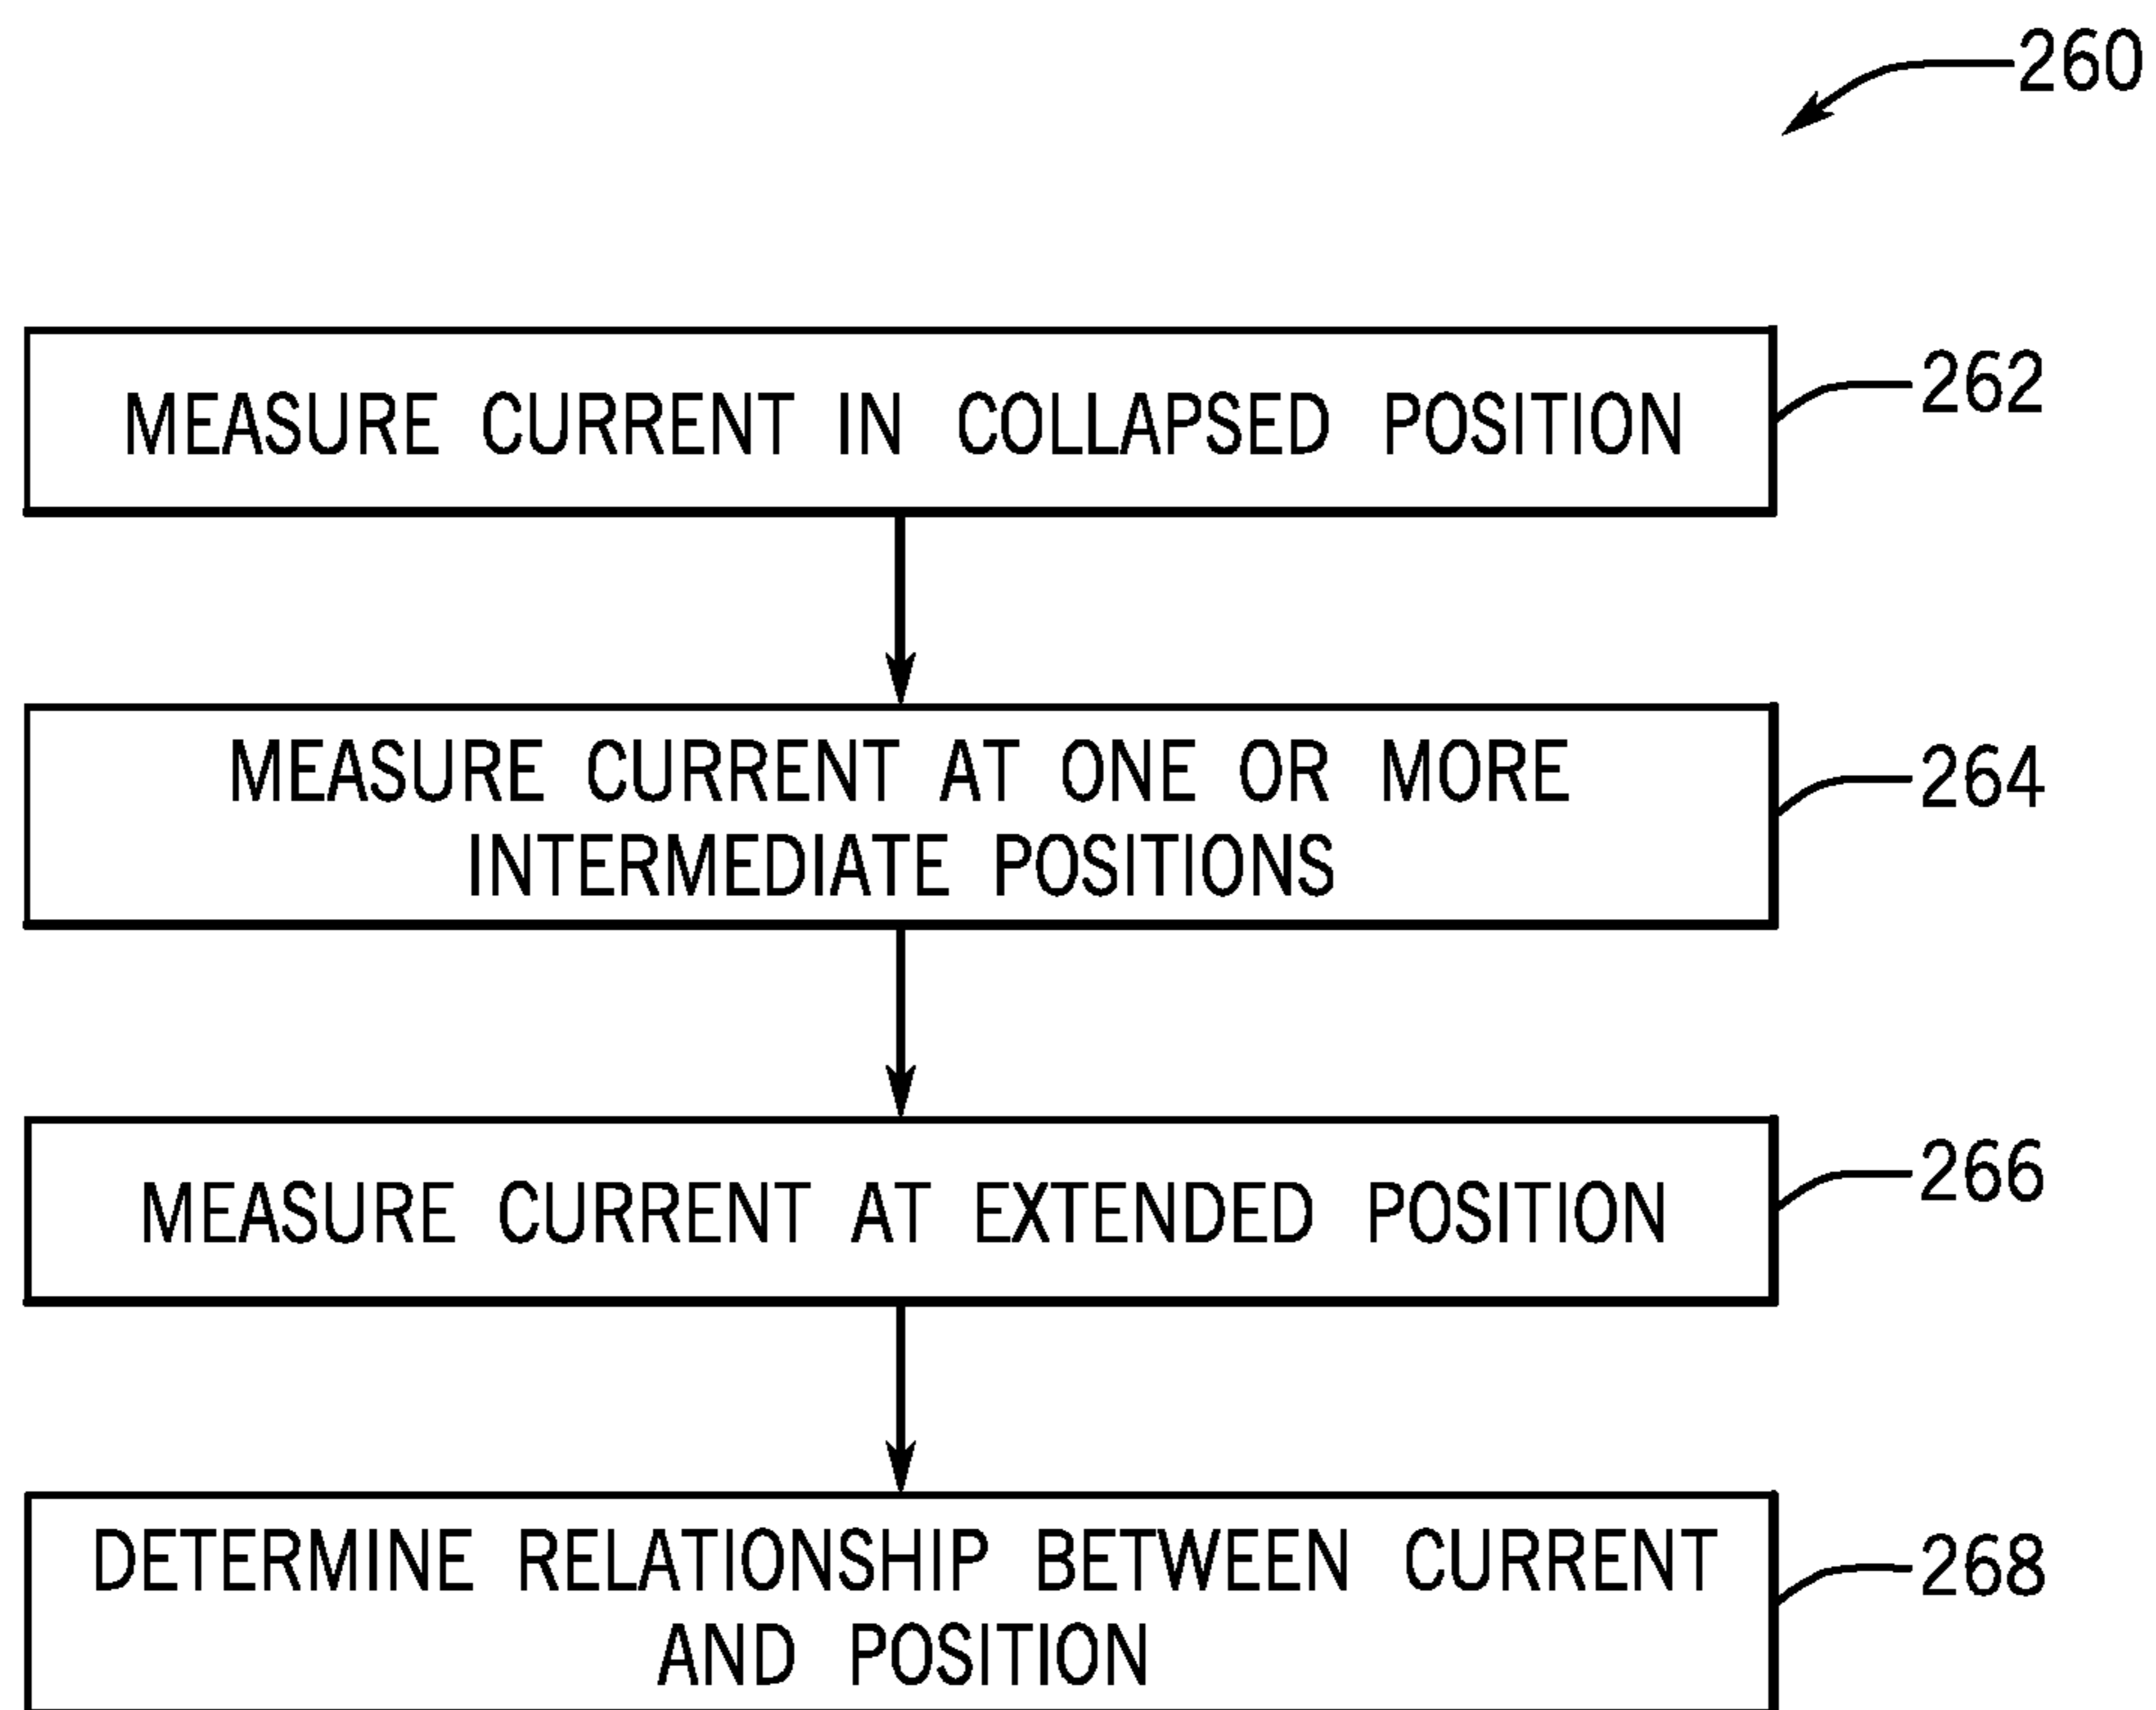 260
MEASURE CURRENT IN COLLAPSED POSITION
262
MEASURE CURRENT AT ONE OR MORE
INTERMEDIATE POSITIONS
264
MEASURE CURRENT AT EXTENDED POSITION
266
DETERMINE RELATIONSHIP BETWEEN CURRENT
AND POSITION
268